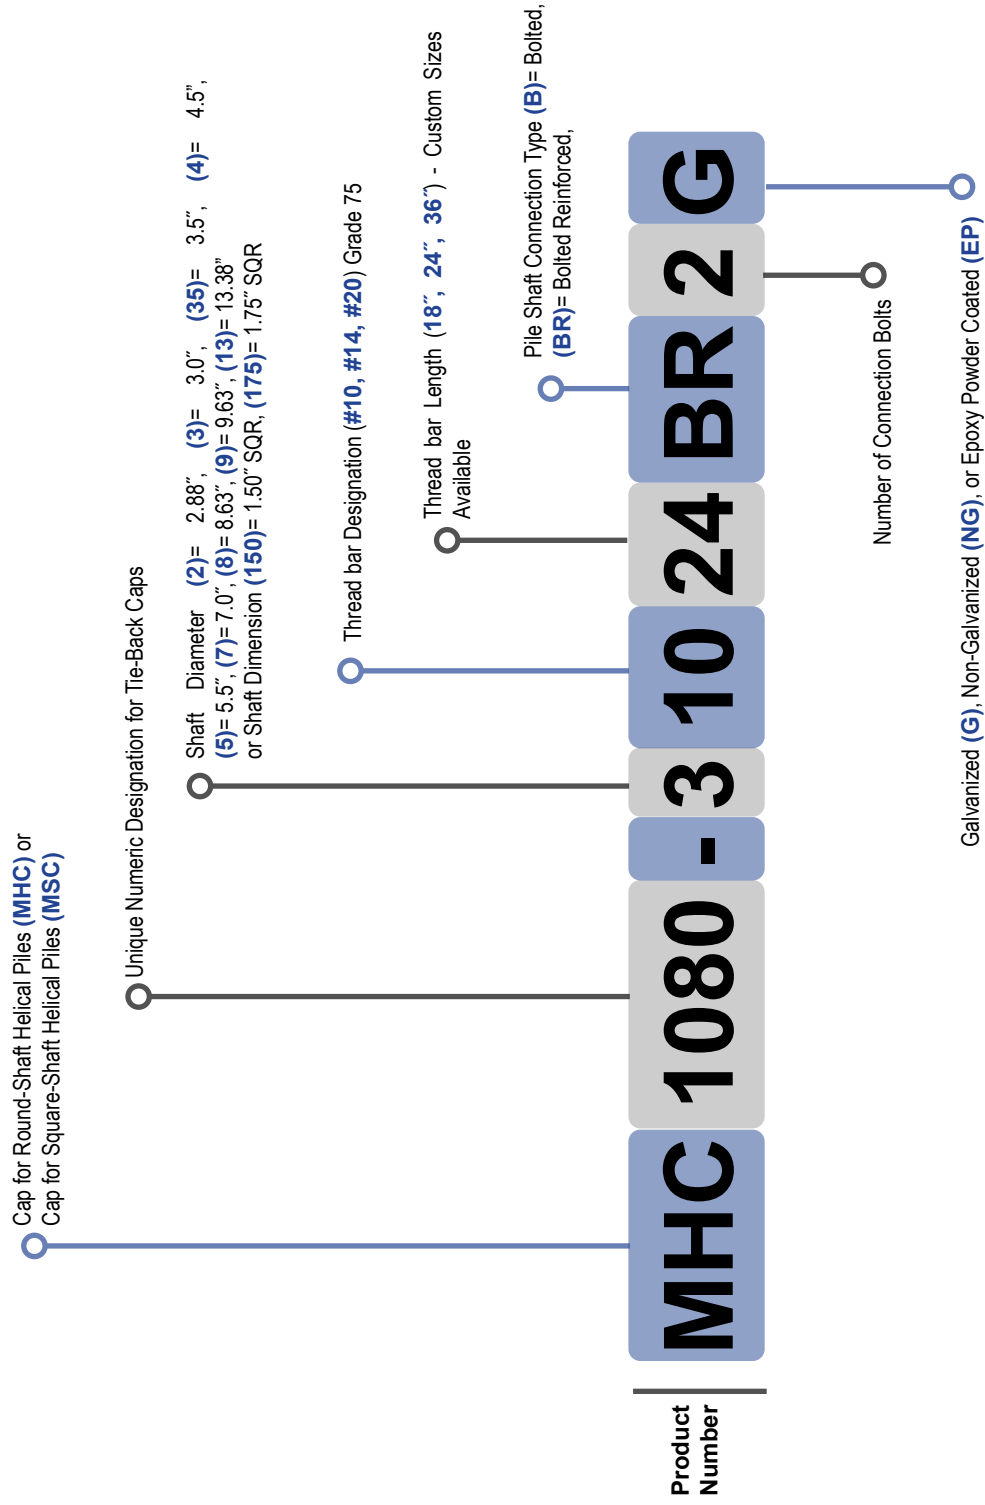 Cap for Round-Shaft Helical Piles (MHC) or
Cap for Square-Shaft Helical Piles (MSC)
Unique Numeric Designation for Tie-Back Caps
Shaft Diameter (2)= 2.88″, (3)= 3.0″, (35)= 3.5″, (4)= 4.5″,
(5)= 5.5″, (7)= 7.0″, (8)= 8.63″, (9)= 9.63″, (13)= 13.38”
or Shaft Dimension (150)= 1.50″ SQR, (175)= 1.75″ SQR
Thread bar Designation (#10, #14, #20) Grade 75
Thread bar Length (18″, 24″, 36″) - Custom Sizes
Available
Pile Shaft Connection Type (B)= Bolted,
(BR)= Bolted Reinforced,
Product
Number
MHC 1080 - 3 10 24 BR 2 G
Number of Connection Bolts
Galvanized (G), Non-Galvanized (NG), or Epoxy Powder Coated (EP)